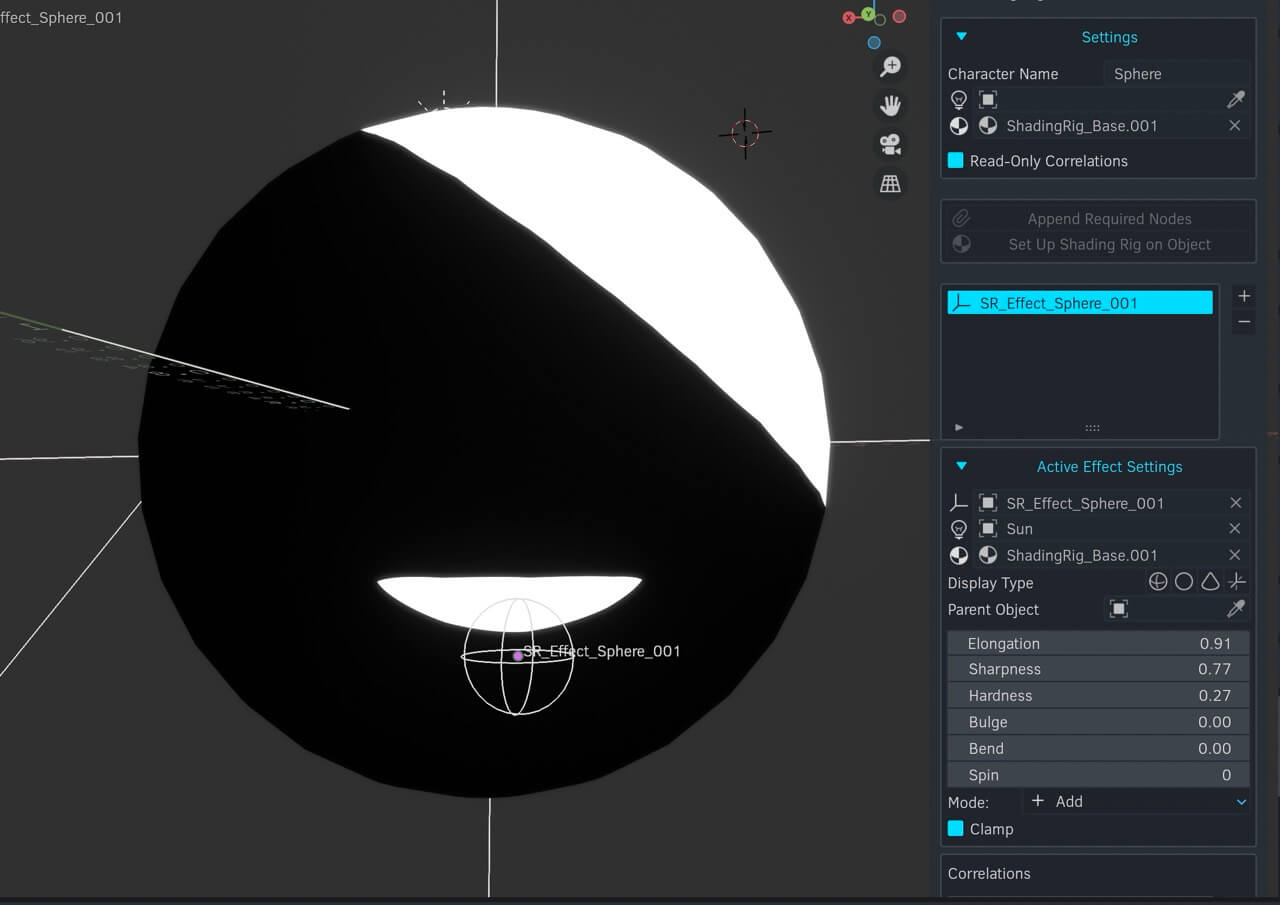 ffect_Sphere_001
X
Y
Settings
Character Name Sphere
ShadingRig_Base.001
Read-Only Correlations
Append Required Nodes
Set Up Shading Rig on Object
SR_Effect_Sphere_001
Active Effect Settings
SR_Effect_Sphere_001
Sun
ShadingRig_Base.001
Display Type
Parent Object
Elongation 0.91
SR_Effect_Sphere_001
Sharpness 0.77
Hardness 0.27
Bulge 0.00
Bend 0.00
Spin 0
Mode: Add
Clamp
Correlations